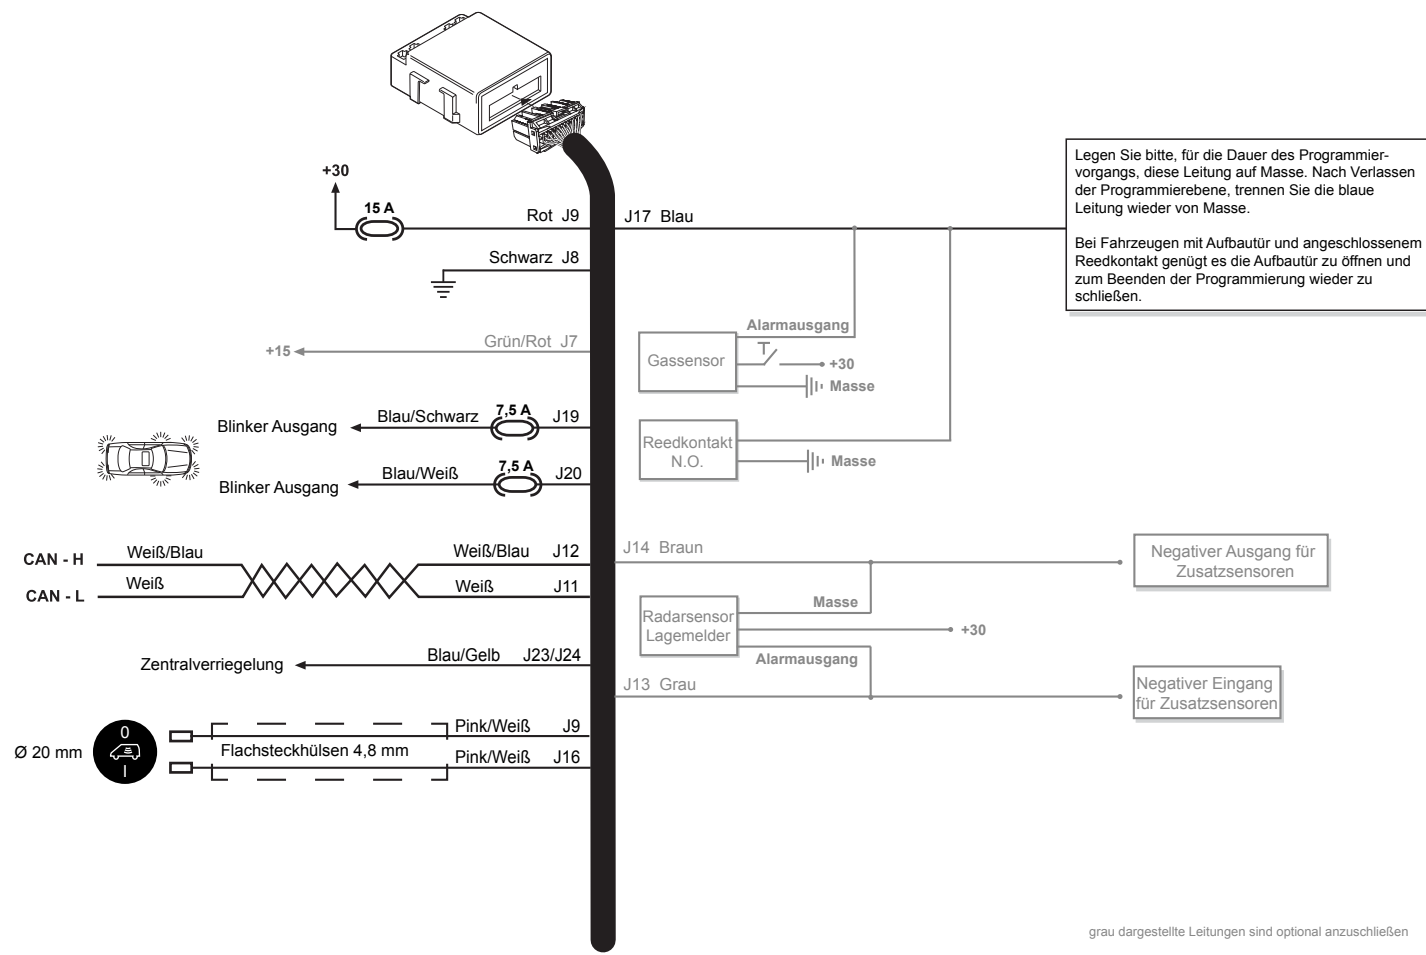 +30
15 A
Rot J9
Schwarz J8
Grün/Rot J7
+15
Blinker Ausgang
Blau/Schwarz
7,5 A
J19
Blinker Ausgang
Blau/Weiß
7,5 A
J20
CAN - H
Weiß/Blau
Weiß/Blau J12
CAN - L
Weiß
Weiß J11
Zentralverriegelung
Blau/Gelb J23/J24
Ø 20 mm
0
I
Flachsteckhülsen 4,8 mm
Pink/Weiß J9
Pink/Weiß J16
J17 Blau
Legen Sie bitte, für die Dauer des Programmier-
vorgangs, diese Leitung auf Masse. Nach Verlassen
der Programmierebene, trennen Sie die blaue
Leitung wieder von Masse.
Bei Fahrzeugen mit Aufbautür und angeschlossenem
Reedkontakt genügt es die Aufbautür zu öffnen und
zum Beenden der Programmierung wieder zu
schließen.
Gassensor
Alarmausgang
+30
Masse
Reedkontakt
N.O.
Masse
J14 Braun
Negativer Ausgang für
Zusatzsensoren
Radarsensor
Lagemelder
Masse
+30
Alarmausgang
J13 Grau
Negativer Eingang
für Zusatzsensoren
grau dargestellte Leitungen sind optional anzuschließen